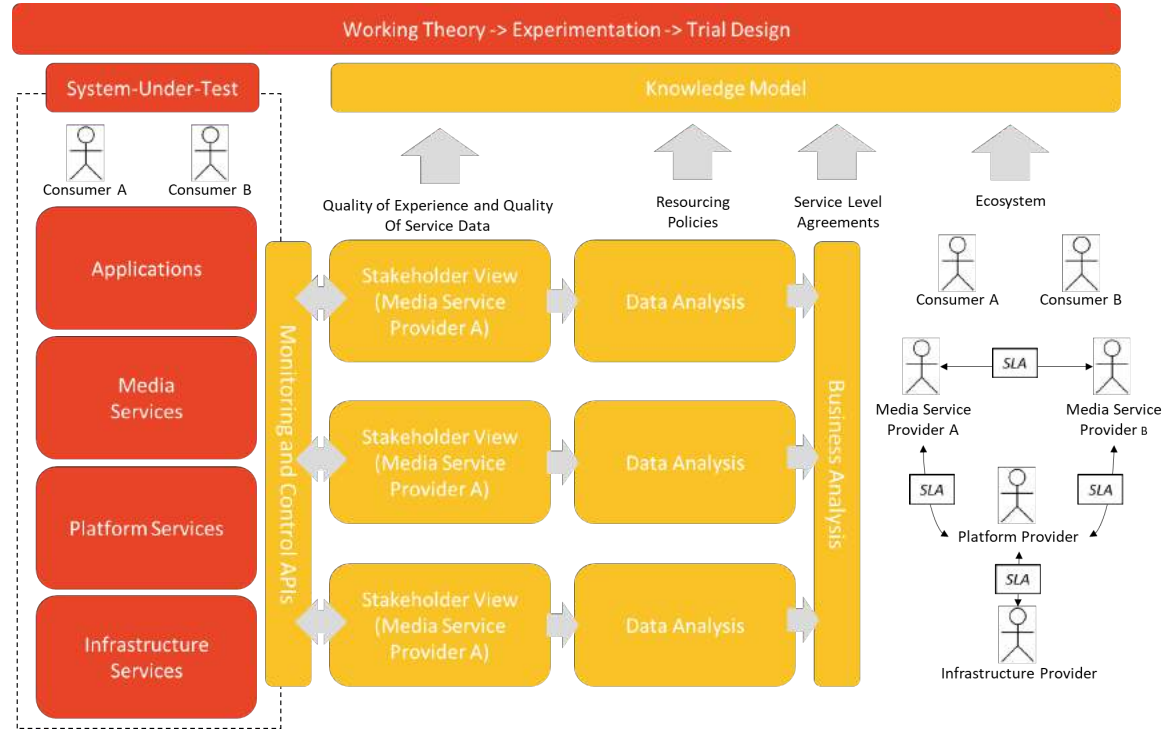 Working Theory -> Experimentation -> Trial Design
System-Under-Test
Knowledge Model
Consumer A
Consumer B
Quality of Experience and Quality
Of Service Data
Resourcing
Policies
Service Level
Agreements
Ecosystem
Applications
Media
Services
Platform Services
Infrastructure
Services
Monitoring and Control APIs
Stakeholder View
(Media Service
Provider A)
Data Analysis
Stakeholder View
(Media Service
Provider A)
Data Analysis
Stakeholder View
(Media Service
Provider A)
Data Analysis
Business Analysis
Consumer A
Consumer B
SLA
Media Service
Provider A
Media Service
Provider B
SLA
SLA
Platform Provider
SLA
Infrastructure Provider